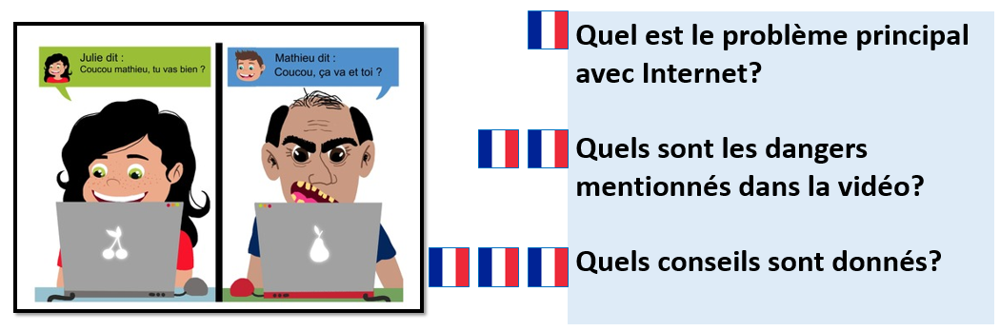 Julie dit :
Coucou mathieu, tu vas bien ?
Mathieu dit :
Coucou, ça va et toi ?
Quel est le problème principal
avec Internet?
Quels sont les dangers
mentionnés dans la vidéo?
Quels conseils sont donnés?